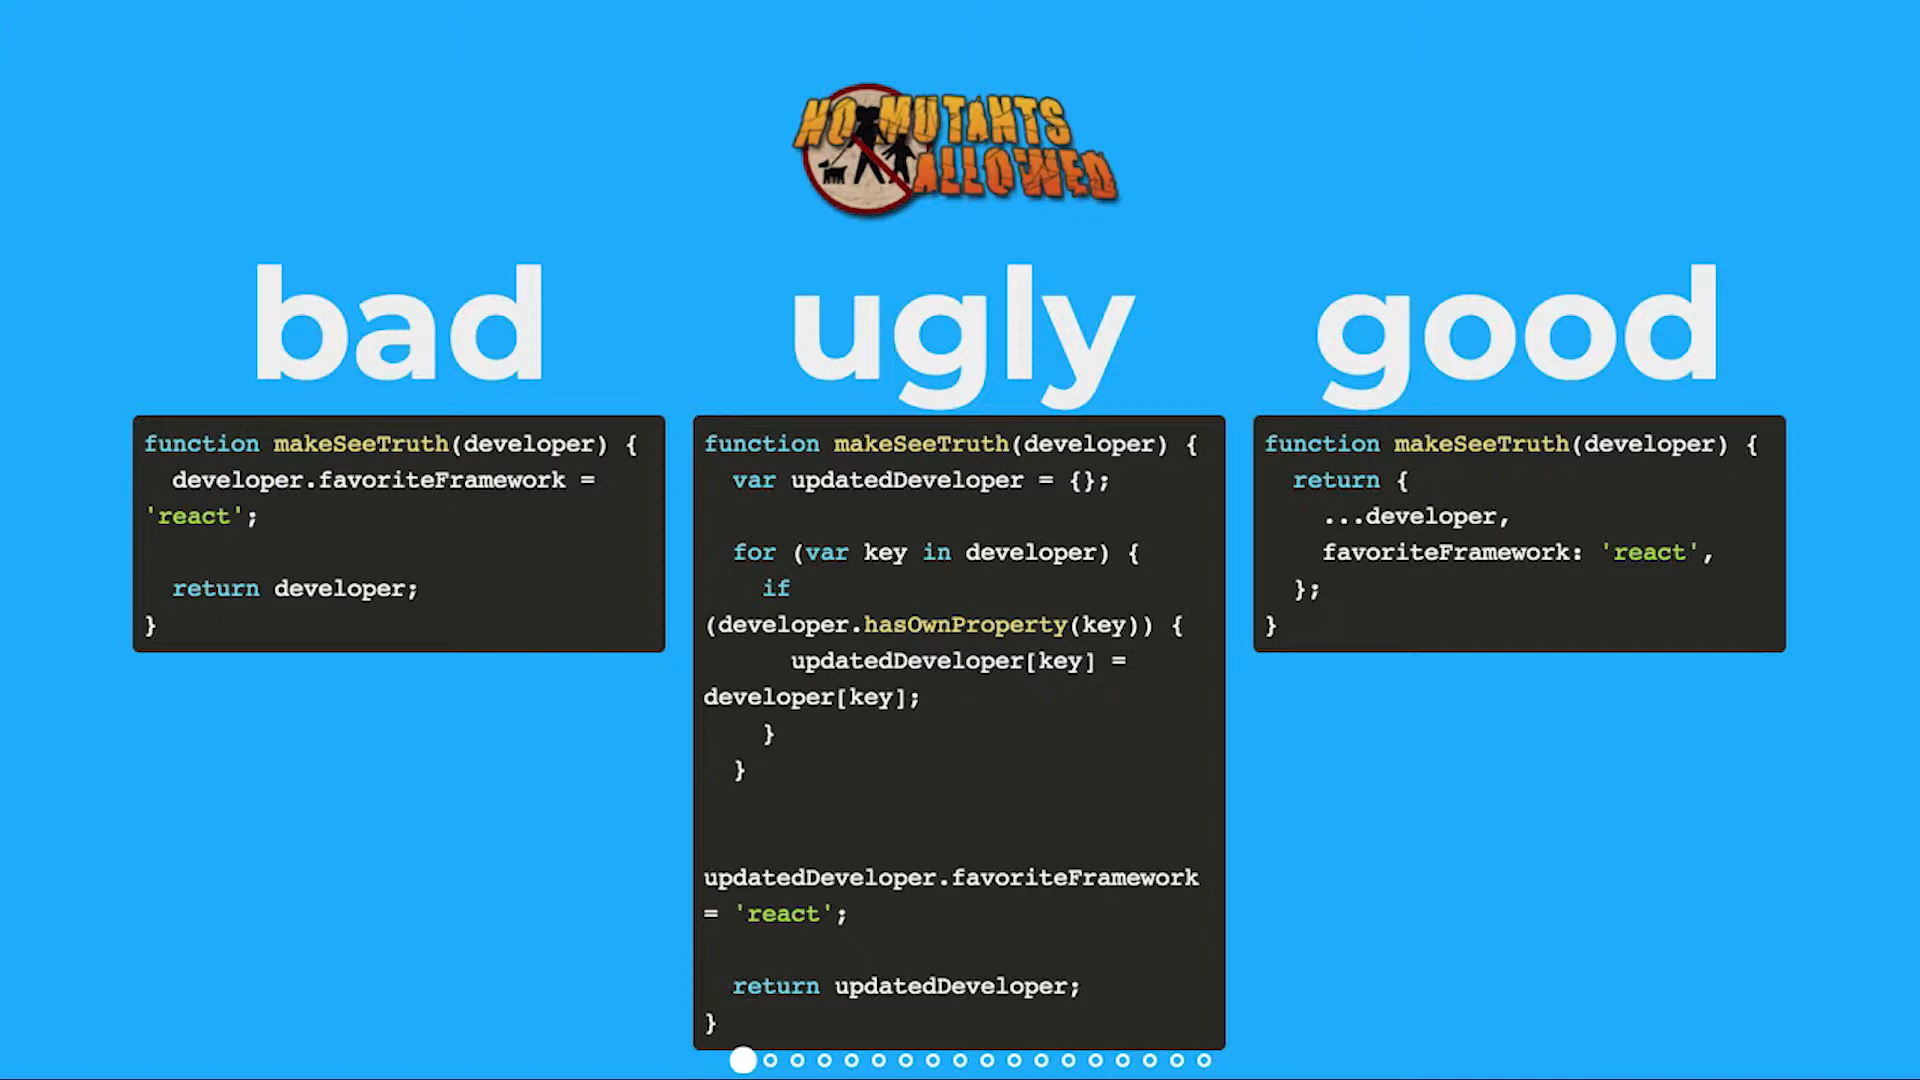 NO MUTANTS
ALLOWED
bad
function makeSeeTruth(developer) {
  developer.favoriteFramework =
'react';

  return developer;
}
ugly
function makeSeeTruth(developer) {
  var updatedDeveloper = {};

  for (var key in developer) {
    if
(developer.hasOwnProperty(key)) {
      updatedDeveloper[key] =
developer[key];
    }
  }

updatedDeveloper.favoriteFramework
= 'react';

  return updatedDeveloper;
}
good
function makeSeeTruth(developer) {
  return {
    ...developer,
    favoriteFramework: 'react',
  };
}